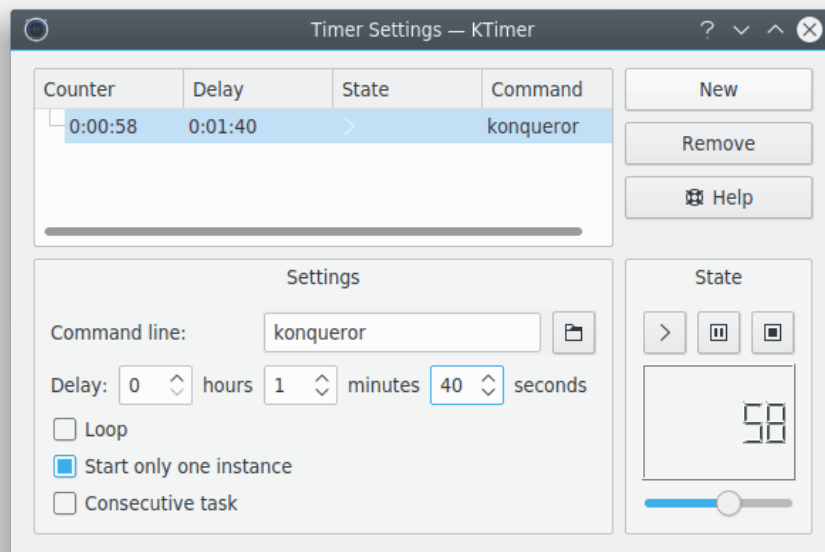 Timer Settings — KTimer
Counter Delay State Command
0:00:58 0:01:40 konqueror
New
Remove
Help
Settings
Command line: konqueror
Delay: 0 hours 1 minutes 40 seconds
Loop
Start only one instance
Consecutive task
State
58